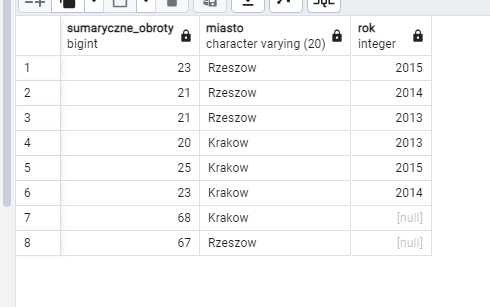 SQL
sumaryczne_obroty miasto rok
bigint character varying (20) integer
1 23 Rzeszow 2015
2 21 Rzeszow 2014
3 21 Rzeszow 2013
4 20 Krakow 2013
5 25 Krakow 2015
6 23 Krakow 2014
7 68 Krakow [null]
8 67 Rzeszow [null]